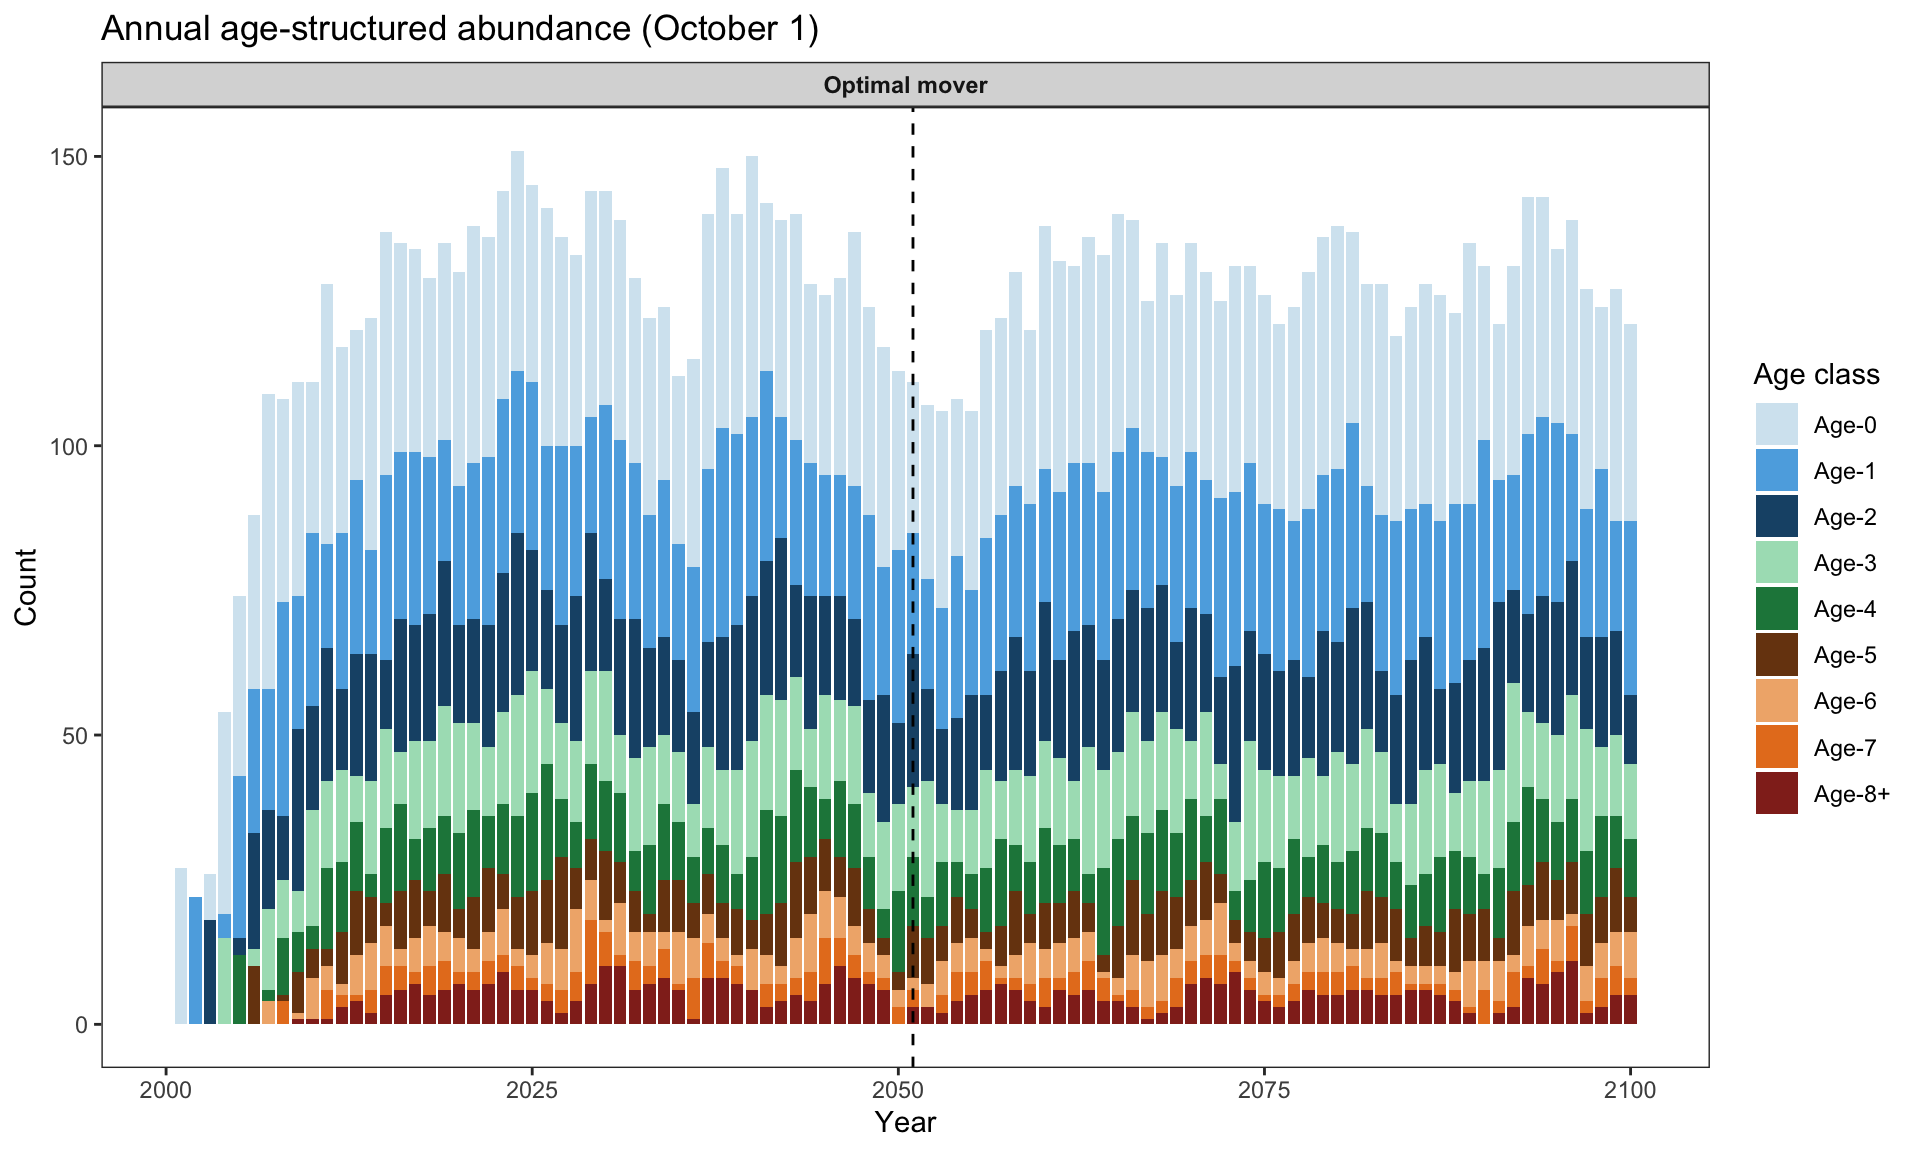 Annual age-structured abundance (October 1)
Optimal mover
150
100
50
0
Count
2000
2025
2050
2075
2100
Year
Age class
Age-0
Age-1
Age-2
Age-3
Age-4
Age-5
Age-6
Age-7
Age-8+